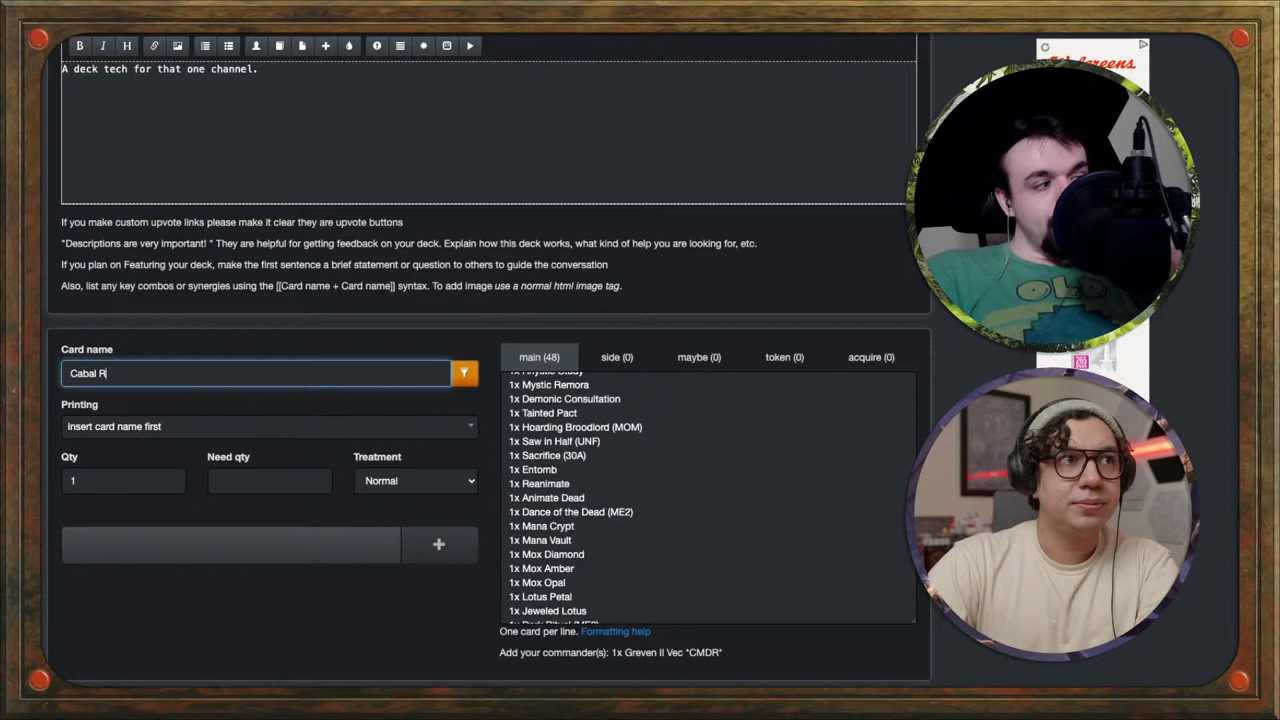 B I H
A deck tech for that one channel.
If you make custom upvote links please make it clear they are upvote buttons
"Descriptions are very important! " They are helpful for getting feedback on your deck. Explain how this deck works, what kind of help you are looking for, etc.
If you plan on Featuring your deck, make the first sentence a brief statement or question to others to guide the conversation
Also, list any key combos or synergies using the [[Card name + Card name]] syntax. To add image use a normal html image tag.
Card name
Cabal R
Printing
Insert card name first
Qty
Need qty
Treatment
1
Normal
main (48)
side (0)
maybe (0)
token (0)
acquire (0)
1x Mystic Remora
1x Demonic Consultation
1x Tainted Pact
1x Hoarding Broodlord (MOM)
1x Saw in Half (UNF)
1x Sacrifice (30A)
1x Entomb
1x Reanimate
1x Animate Dead
1x Dance of the Dead (ME2)
1x Mana Crypt
1x Mana Vault
1x Mox Diamond
1x Mox Amber
1x Mox Opal
1x Lotus Petal
1x Jeweled Lotus
One card per line. Formatting help
Add your commander(s): 1x Greven Il Vec *CMDR*
OLD